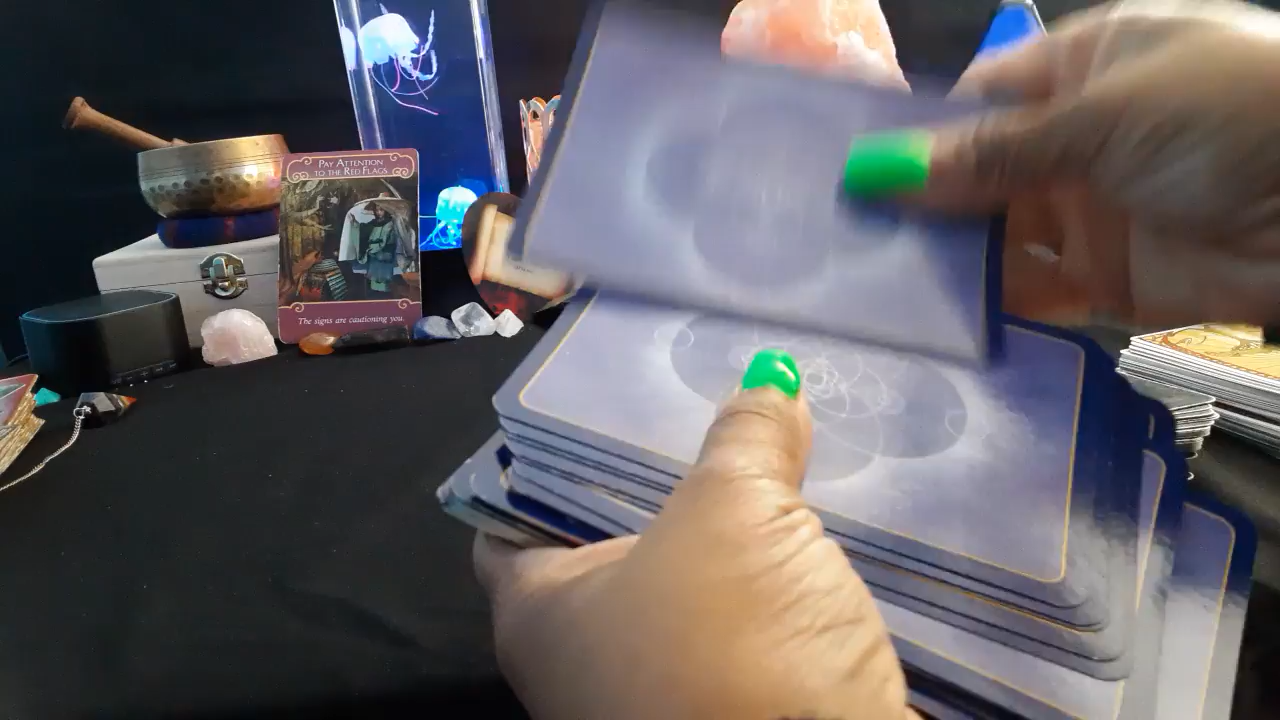 PAY ATTENTION
TO THE RED FLAGS
The signs are cautioning you.